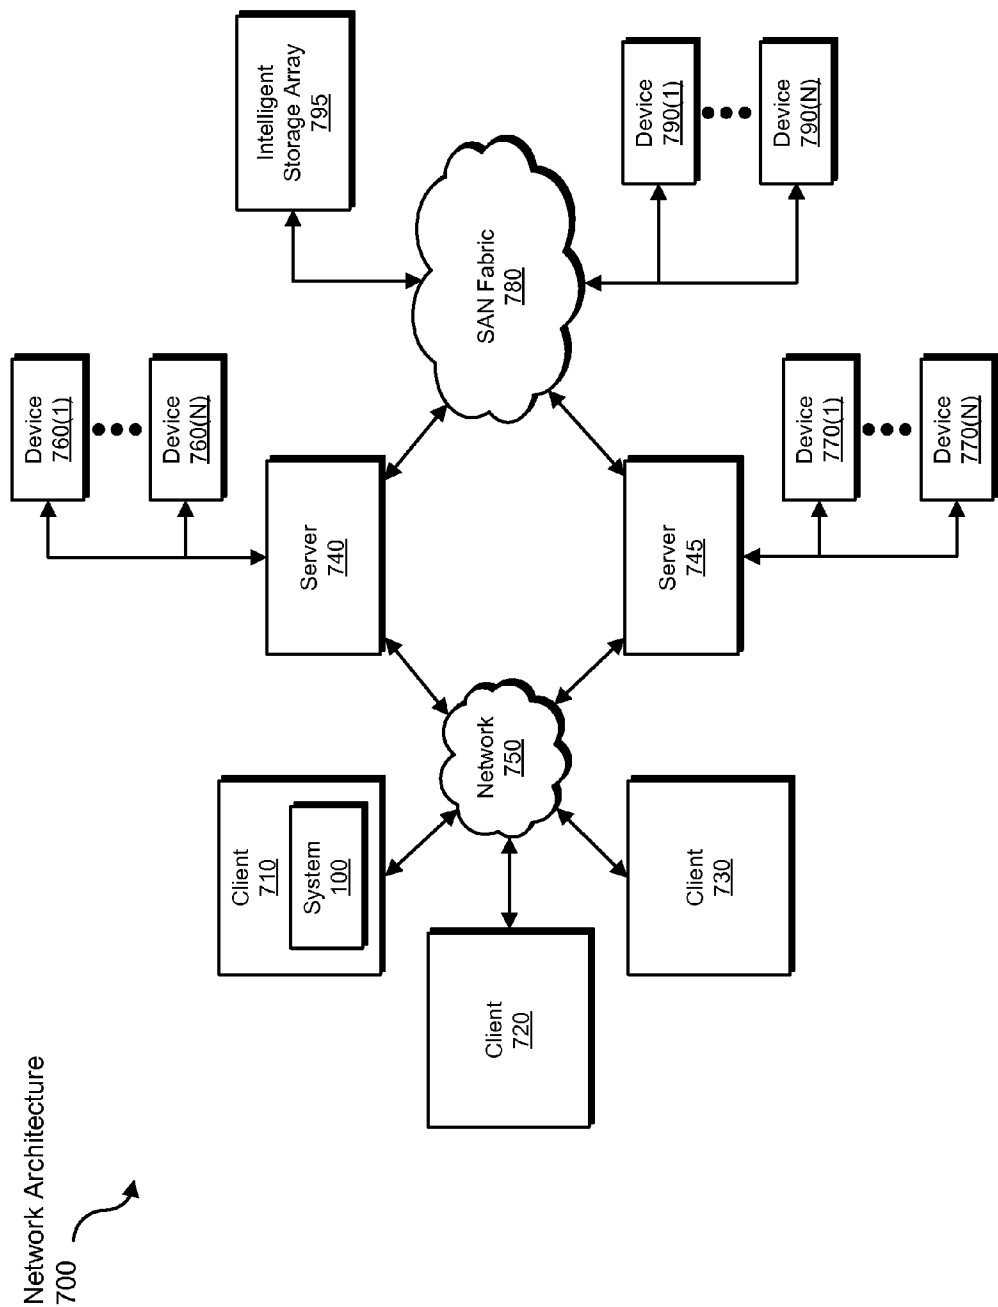 Network Architecture
700
Client
710
System
100
Client
720
Client
730
Network
750
Server
740
Server
745
Device
760(1)
Device
760(N)
Device
770(1)
Device
770(N)
SAN Fabric
780
Intelligent
Storage Array
795
Device
790(1)
Device
790(N)